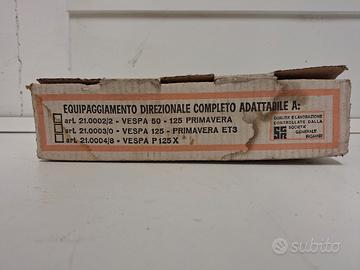 EQUIPAGGIAMENTO DIREZIONALE COMPLETO ADATTABILE A:
art. 21.0002/2 - VESPA 50 - 125 PRIMAVERA
art. 21.0003/0 - VESPA 125 - PRIMAVERA ET3
art. 21.0004/8 - VESPA P 125 X
QUALITÀ E LAVORAZIONE
CONTROLLATE DALLA
SOCIETÀ
GENERALE
RICAMBI
subito